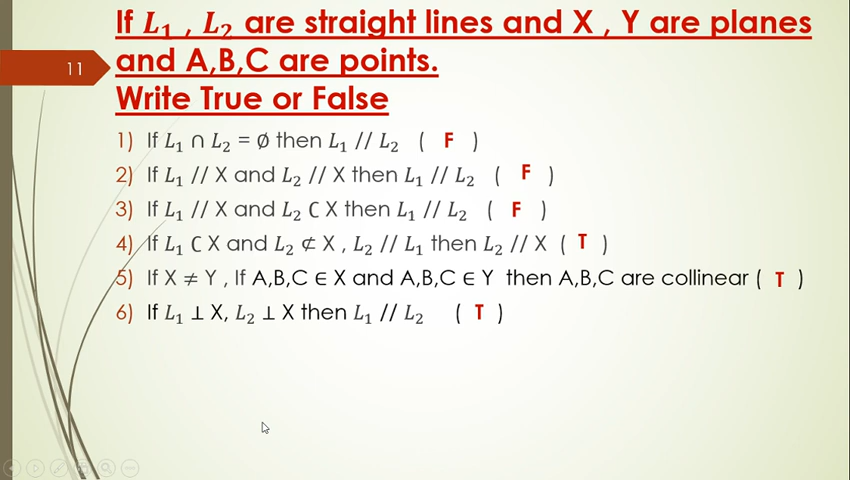 If L₁ , L₂ are straight lines and X , Y are planes
11
and A,B,C are points.
Write True or False
1) If L₁ ∩ L₂ = ∅ then L₁ // L₂ ( F )
2) If L₁ // X and L₂ // X then L₁ // L₂ ( F )
3) If L₁ // X and L₂ ⊂ X then L₁ // L₂ ( F )
4) If L₁ ⊂ X and L₂ ⊄ X , L₂ // L₁ then L₂ // X ( T )
5) If X ≠ Y , If A,B,C ∈ X and A,B,C ∈ Y then A,B,C are collinear ( T )
6) If L₁ ⊥ X, L₂ ⊥ X then L₁ // L₂ ( T )